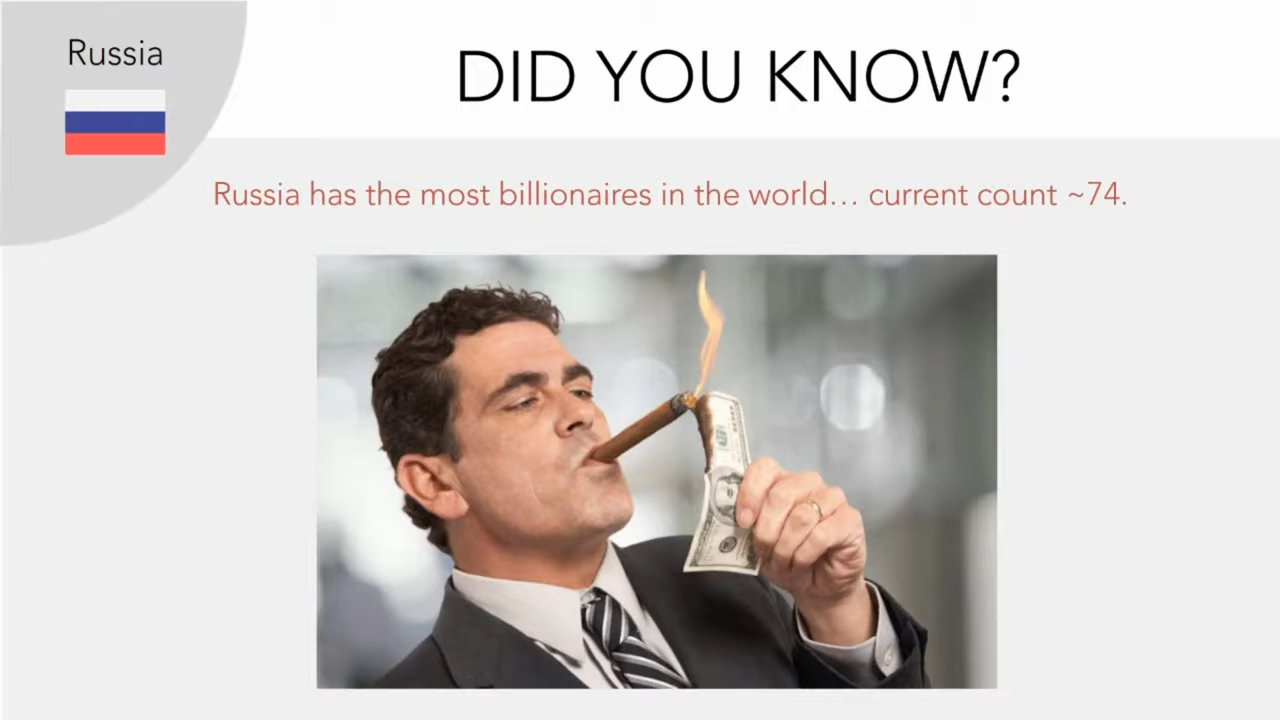 Russia
DID YOU KNOW?
Russia has the most billionaires in the world… current count ~74.